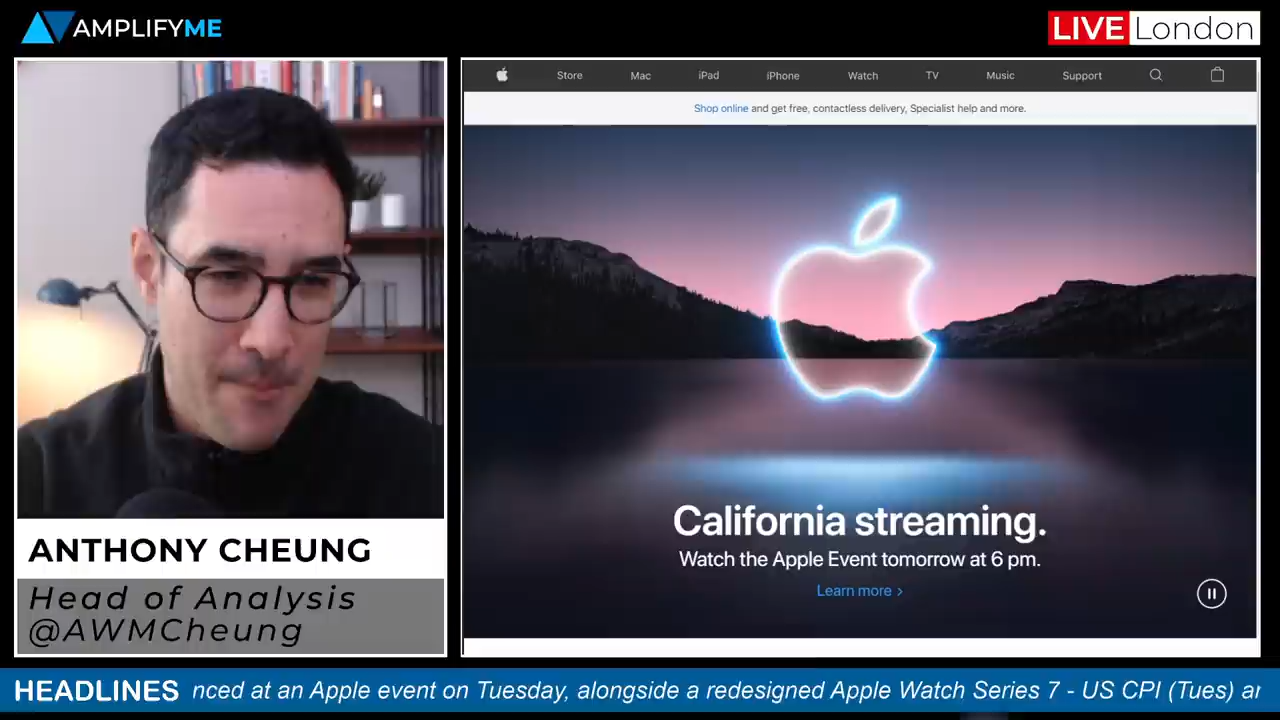 AMPLIFYME
LIVE London
Store Mac iPad iPhone Watch TV Music Support
Shop online and get free, contactless delivery, Specialist help and more.
California streaming.
Watch the Apple Event tomorrow at 6 pm.
Learn more >
ANTHONY CHEUNG
Head of Analysis
@AWMCheung
HEADLINES nced at an Apple event on Tuesday, alongside a redesigned Apple Watch Series 7 - US CPI (Tues) ar